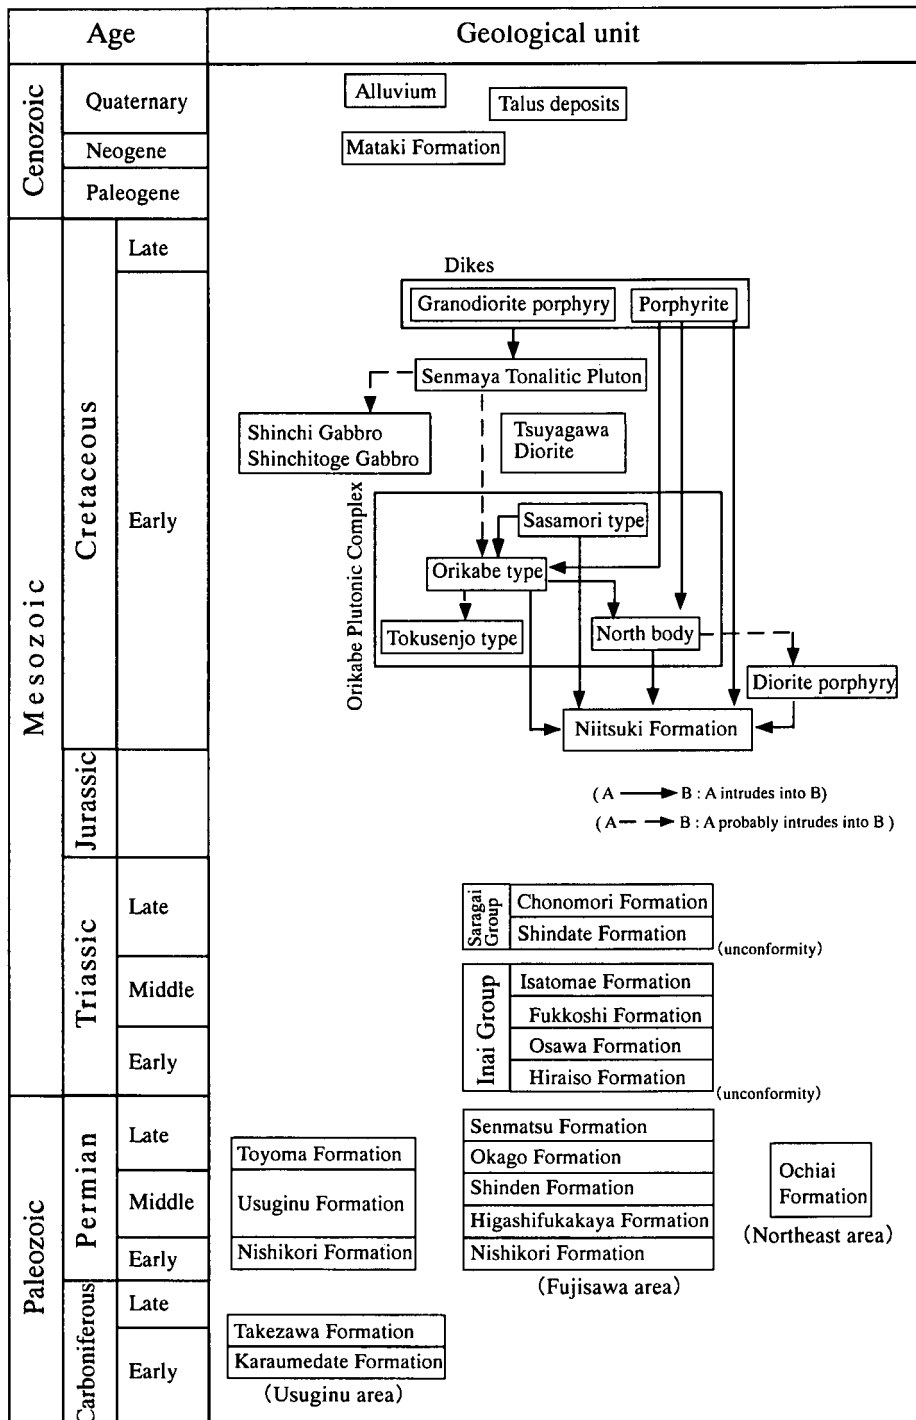 Age
Geological unit
Cenozoic
Quaternary
Alluvium
Talus deposits
Neogene
Mataki Formation
Paleogene
Mesozoic
Cretaceous
Late
Early
Dikes
Granodiorite porphyry
Porphyrite
Senmaya Tonalitic Pluton
Shinchi Gabbro
Shinchitoge Gabbro
Tsuyagawa
Diorite
Orikabe Plutonic Complex
Sasamori type
Orikabe type
Tokusenjo type
North body
Diorite porphyry
Niitsuki Formation
Jurassic
( A B : A intrudes into B)
(A B : A probably intrudes into B )
Triassic
Late
Middle
Early
Saragai
Group
Chonomori Formation
Shindate Formation
(unconformity)
Inai Group
Isatomae Formation
Fukkoshi Formation
Osawa Formation
Hiraiso Formation
(unconformity)
Paleozoic
Permian
Late
Middle
Early
Toyoma Formation
Usuginu Formation
Nishikori Formation
Senmatsu Formation
Okago Formation
Shinden Formation
Higashifukakaya Formation
Nishikori Formation
(Fujisawa area)
Ochiai
Formation
(Northeast area)
Carboniferous
Late
Early
Takezawa Formation
Karaumedate Formation
(Usuginu area)